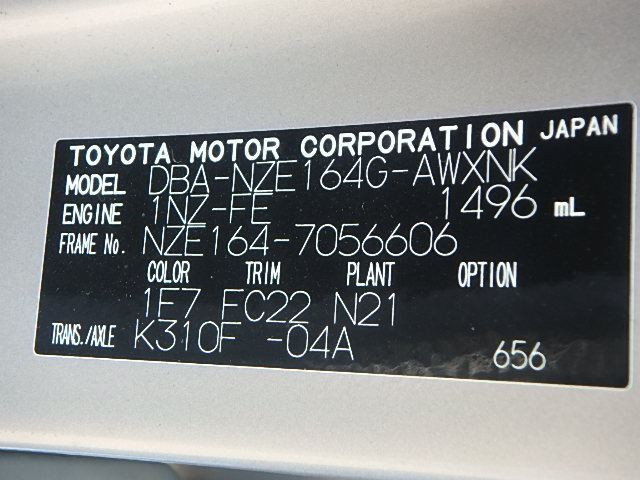 TOYOTA MOTOR CORPORATION JAPAN
MODEL DBA-NZE164G-AWXNK
ENGINE 1NZ-FE 1496 mL
FRAME No. NZE164-7056606
COLOR TRIM PLANT OPTION
1F7 FC22 N21
TRANS./AXLE K310F -04A
656